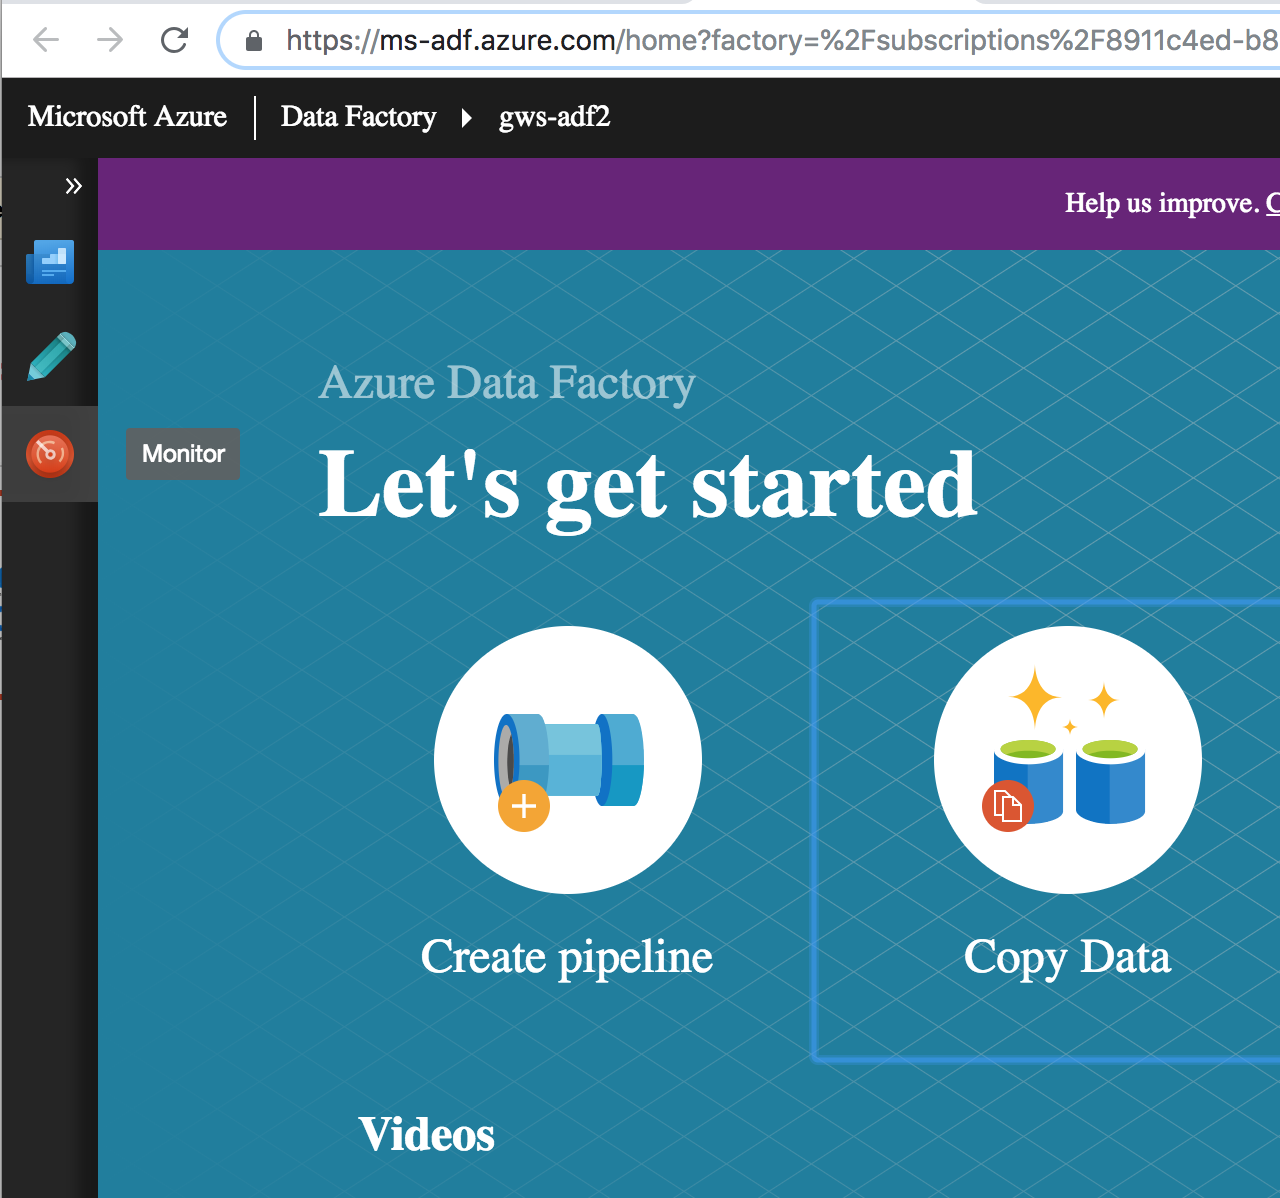 https://ms-adf.azure.com/home?factory=%2Fsubscriptions%2F8911c4ed-b8
Microsoft Azure Data Factory gws-adf2
Help us improve.
Azure Data Factory
Monitor
Let's get started
Create pipeline
Copy Data
Videos